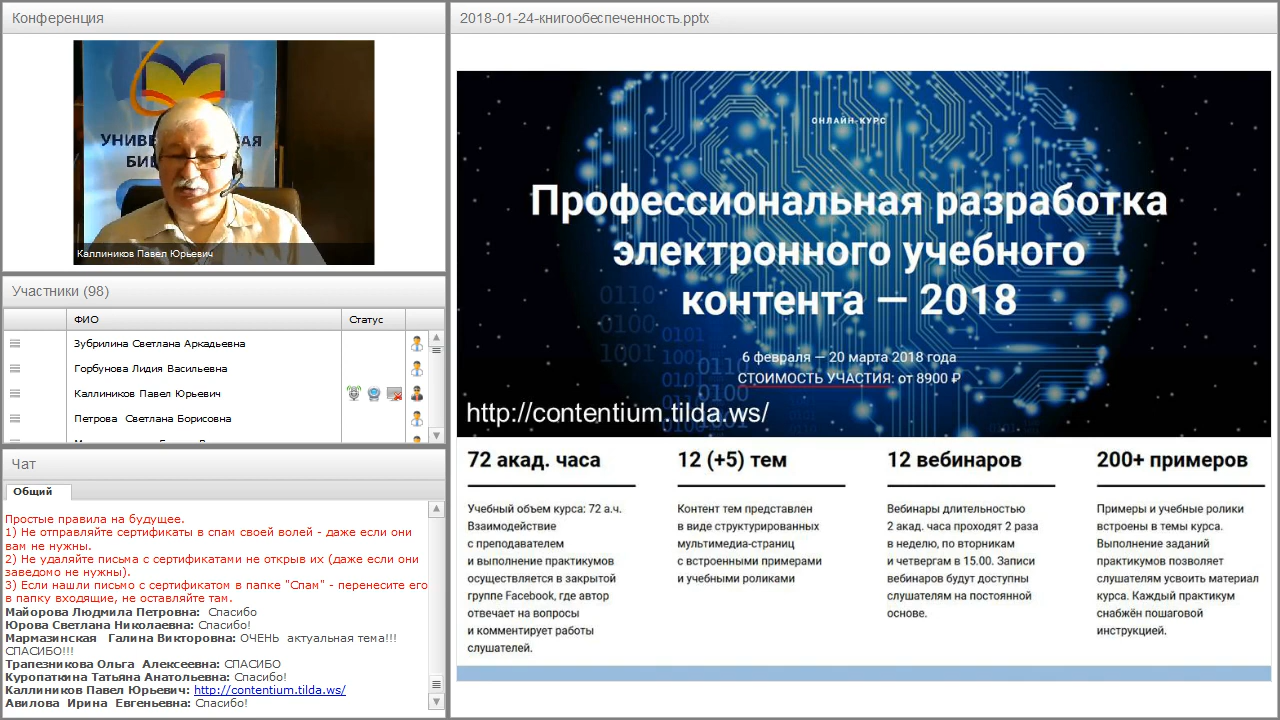 Конференция
УНИВЕ
КАЯ
БИБ
Каллиников Павел Юрьевич
Участники (98)
ФИО
Статус
Зубрилина Светлана Аркадьевна
Горбунова Лидия Васильевна
Каллиников Павел Юрьевич
Петрова Светлана Борисовна
Чат
Общий
Простые правила на будущее.
1) Не отправляйте сертификаты в спам своей волей - даже если они
вам не нужны.
2) Не удаляйте письма с сертификатами не открыв их (даже если они
заведомо не нужны).
3) Если нашли письмо с сертификатом в папке "Спам" - перенесите его
в папку входящие, не оставляйте там.
Майорова Людмила Петровна: Спасибо
Юрова Светлана Николаевна: Спасибо!
Мармазинская Галина Викторовна: ОЧЕНЬ актуальная тема!!!
СПАСИБО!!!
Трапезникова Ольга Алексеевна: СПАСИБО
Куропаткина Татьяна Анатольевна: Спасибо!
Каллиников Павел Юрьевич: http://contentium.tilda.ws/
Авилова Ирина Евгеньевна: Спасибо!
2018-01-24-книгообеспеченность.pptx
ОНЛАЙН-КУРС
Профессиональная разработка
электронного учебного
контента — 2018
6 февраля — 20 марта 2018 года
СТОИМОСТЬ УЧАСТИЯ: от 8900 ₽
http://contentium.tilda.ws/
72 акад. часа
Учебный объем курса: 72 а.ч.
Взаимодействие
с преподавателем
и выполнение практикумов
осуществляется в закрытой
группе Facebook, где автор
отвечает на вопросы
и комментирует работы
слушателей.
12 (+5) тем
Контент тем представлен
в виде структурированных
мультимедиа-страниц
с встроенными примерами
и учебными роликами
12 вебинаров
Вебинары длительностью
2 акад. часа проходят 2 раза
в неделю, по вторникам
и четвергам в 15.00. Записи
вебинаров будут доступны
слушателям на постоянной
основе.
200+ примеров
Примеры и учебные ролики
встроены в темы курса.
Выполнение заданий
практикумов позволяет
слушателям усвоить материал
курса. Каждый практикум
снабжён пошаговой
инструкцией.